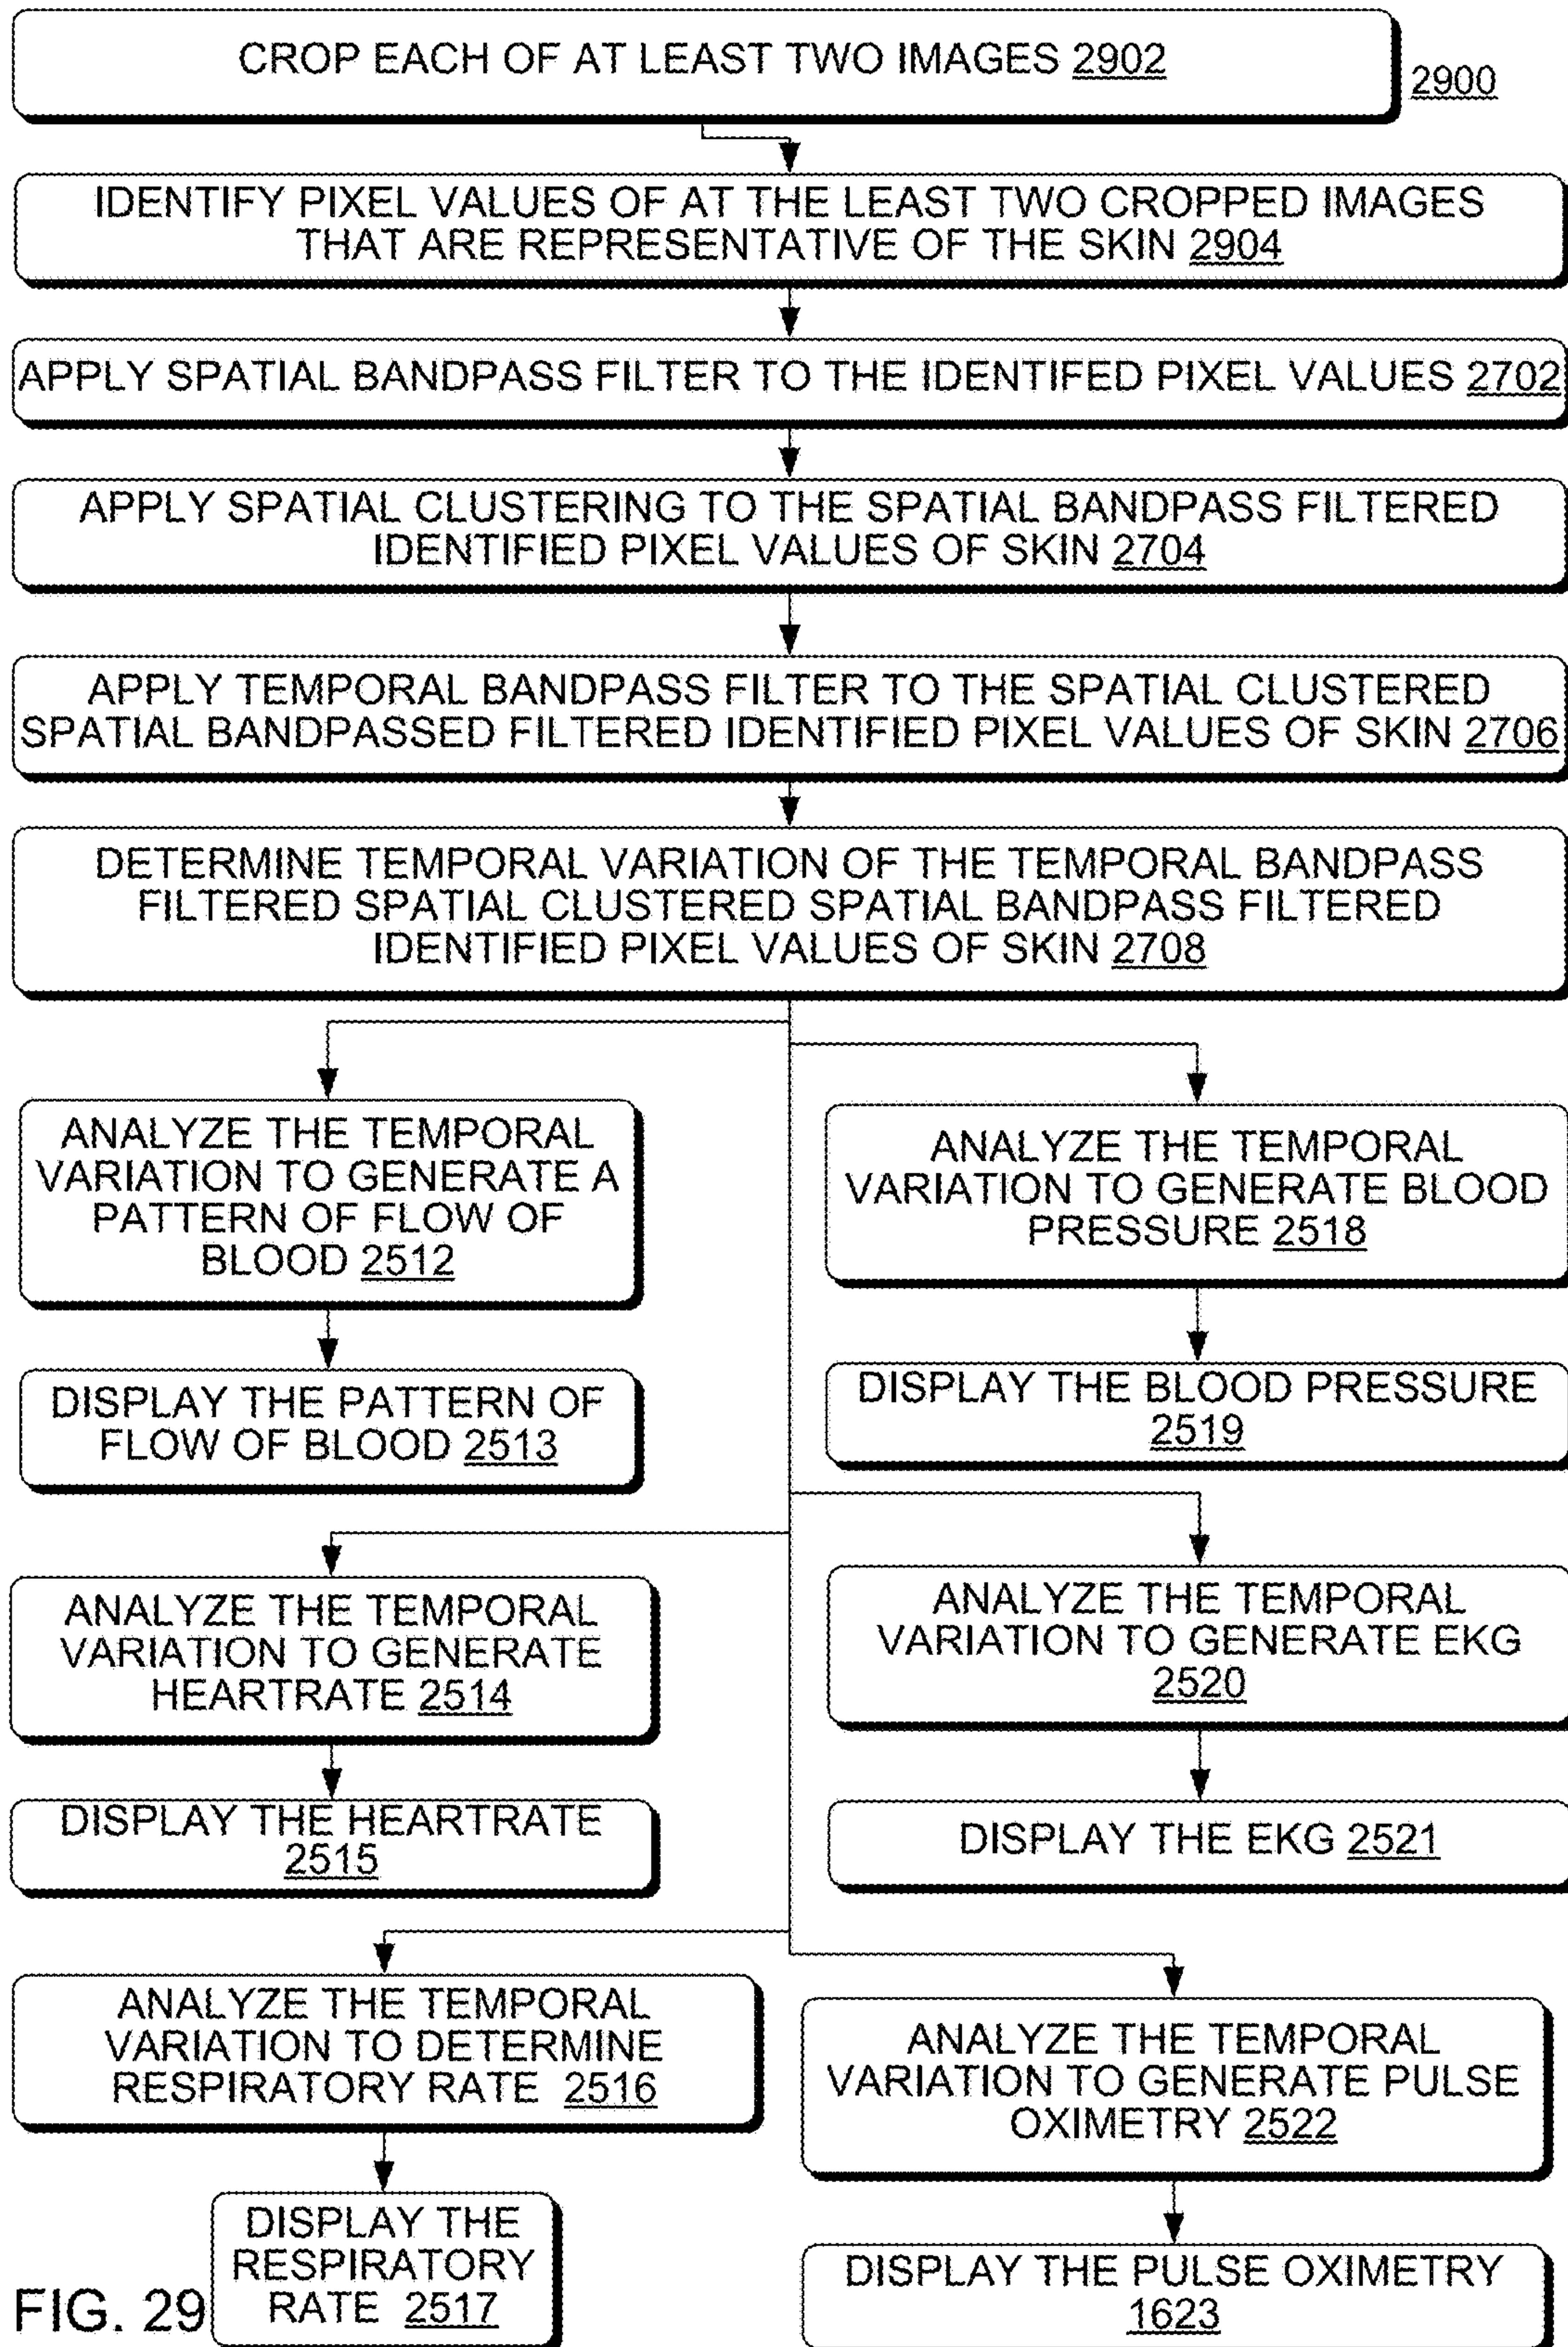 CROP EACH OF AT LEAST TWO IMAGES 2902
2900
IDENTIFY PIXEL VALUES OF AT THE LEAST TWO CROPPED IMAGES
THAT ARE REPRESENTATIVE OF THE SKIN 2904
APPLY SPATIAL BANDPASS FILTER TO THE IDENTIFED PIXEL VALUES 2702
APPLY SPATIAL CLUSTERING TO THE SPATIAL BANDPASS FILTERED
IDENTIFIED PIXEL VALUES OF SKIN 2704
APPLY TEMPORAL BANDPASS FILTER TO THE SPATIAL CLUSTERED
SPATIAL BANDPASSED FILTERED IDENTIFIED PIXEL VALUES OF SKIN 2706
DETERMINE TEMPORAL VARIATION OF THE TEMPORAL BANDPASS
FILTERED SPATIAL CLUSTERED SPATIAL BANDPASS FILTERED
IDENTIFIED PIXEL VALUES OF SKIN 2708
ANALYZE THE TEMPORAL
VARIATION TO GENERATE A
PATTERN OF FLOW OF
BLOOD 2512
DISPLAY THE PATTERN OF
FLOW OF BLOOD 2513
ANALYZE THE TEMPORAL
VARIATION TO GENERATE BLOOD
PRESSURE 2518
DISPLAY THE BLOOD PRESSURE
2519
ANALYZE THE TEMPORAL
VARIATION TO GENERATE
HEARTRATE 2514
DISPLAY THE HEARTRATE
2515
ANALYZE THE TEMPORAL
VARIATION TO GENERATE EKG
2520
DISPLAY THE EKG 2521
ANALYZE THE TEMPORAL
VARIATION TO DETERMINE
RESPIRATORY RATE 2516
DISPLAY THE
RESPIRATORY
RATE 2517
ANALYZE THE TEMPORAL
VARIATION TO GENERATE PULSE
OXIMETRY 2522
DISPLAY THE PULSE OXIMETRY
1623
FIG. 29